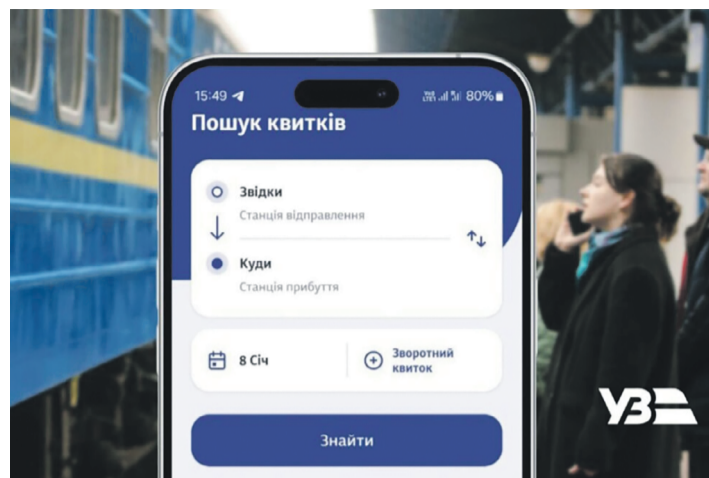 15:49
80%
Пошук квитків
Звідки
Станція відправлення
Куди
Станція прибуття
8 Січ
Зворотний
квиток
Знайти
УЗ